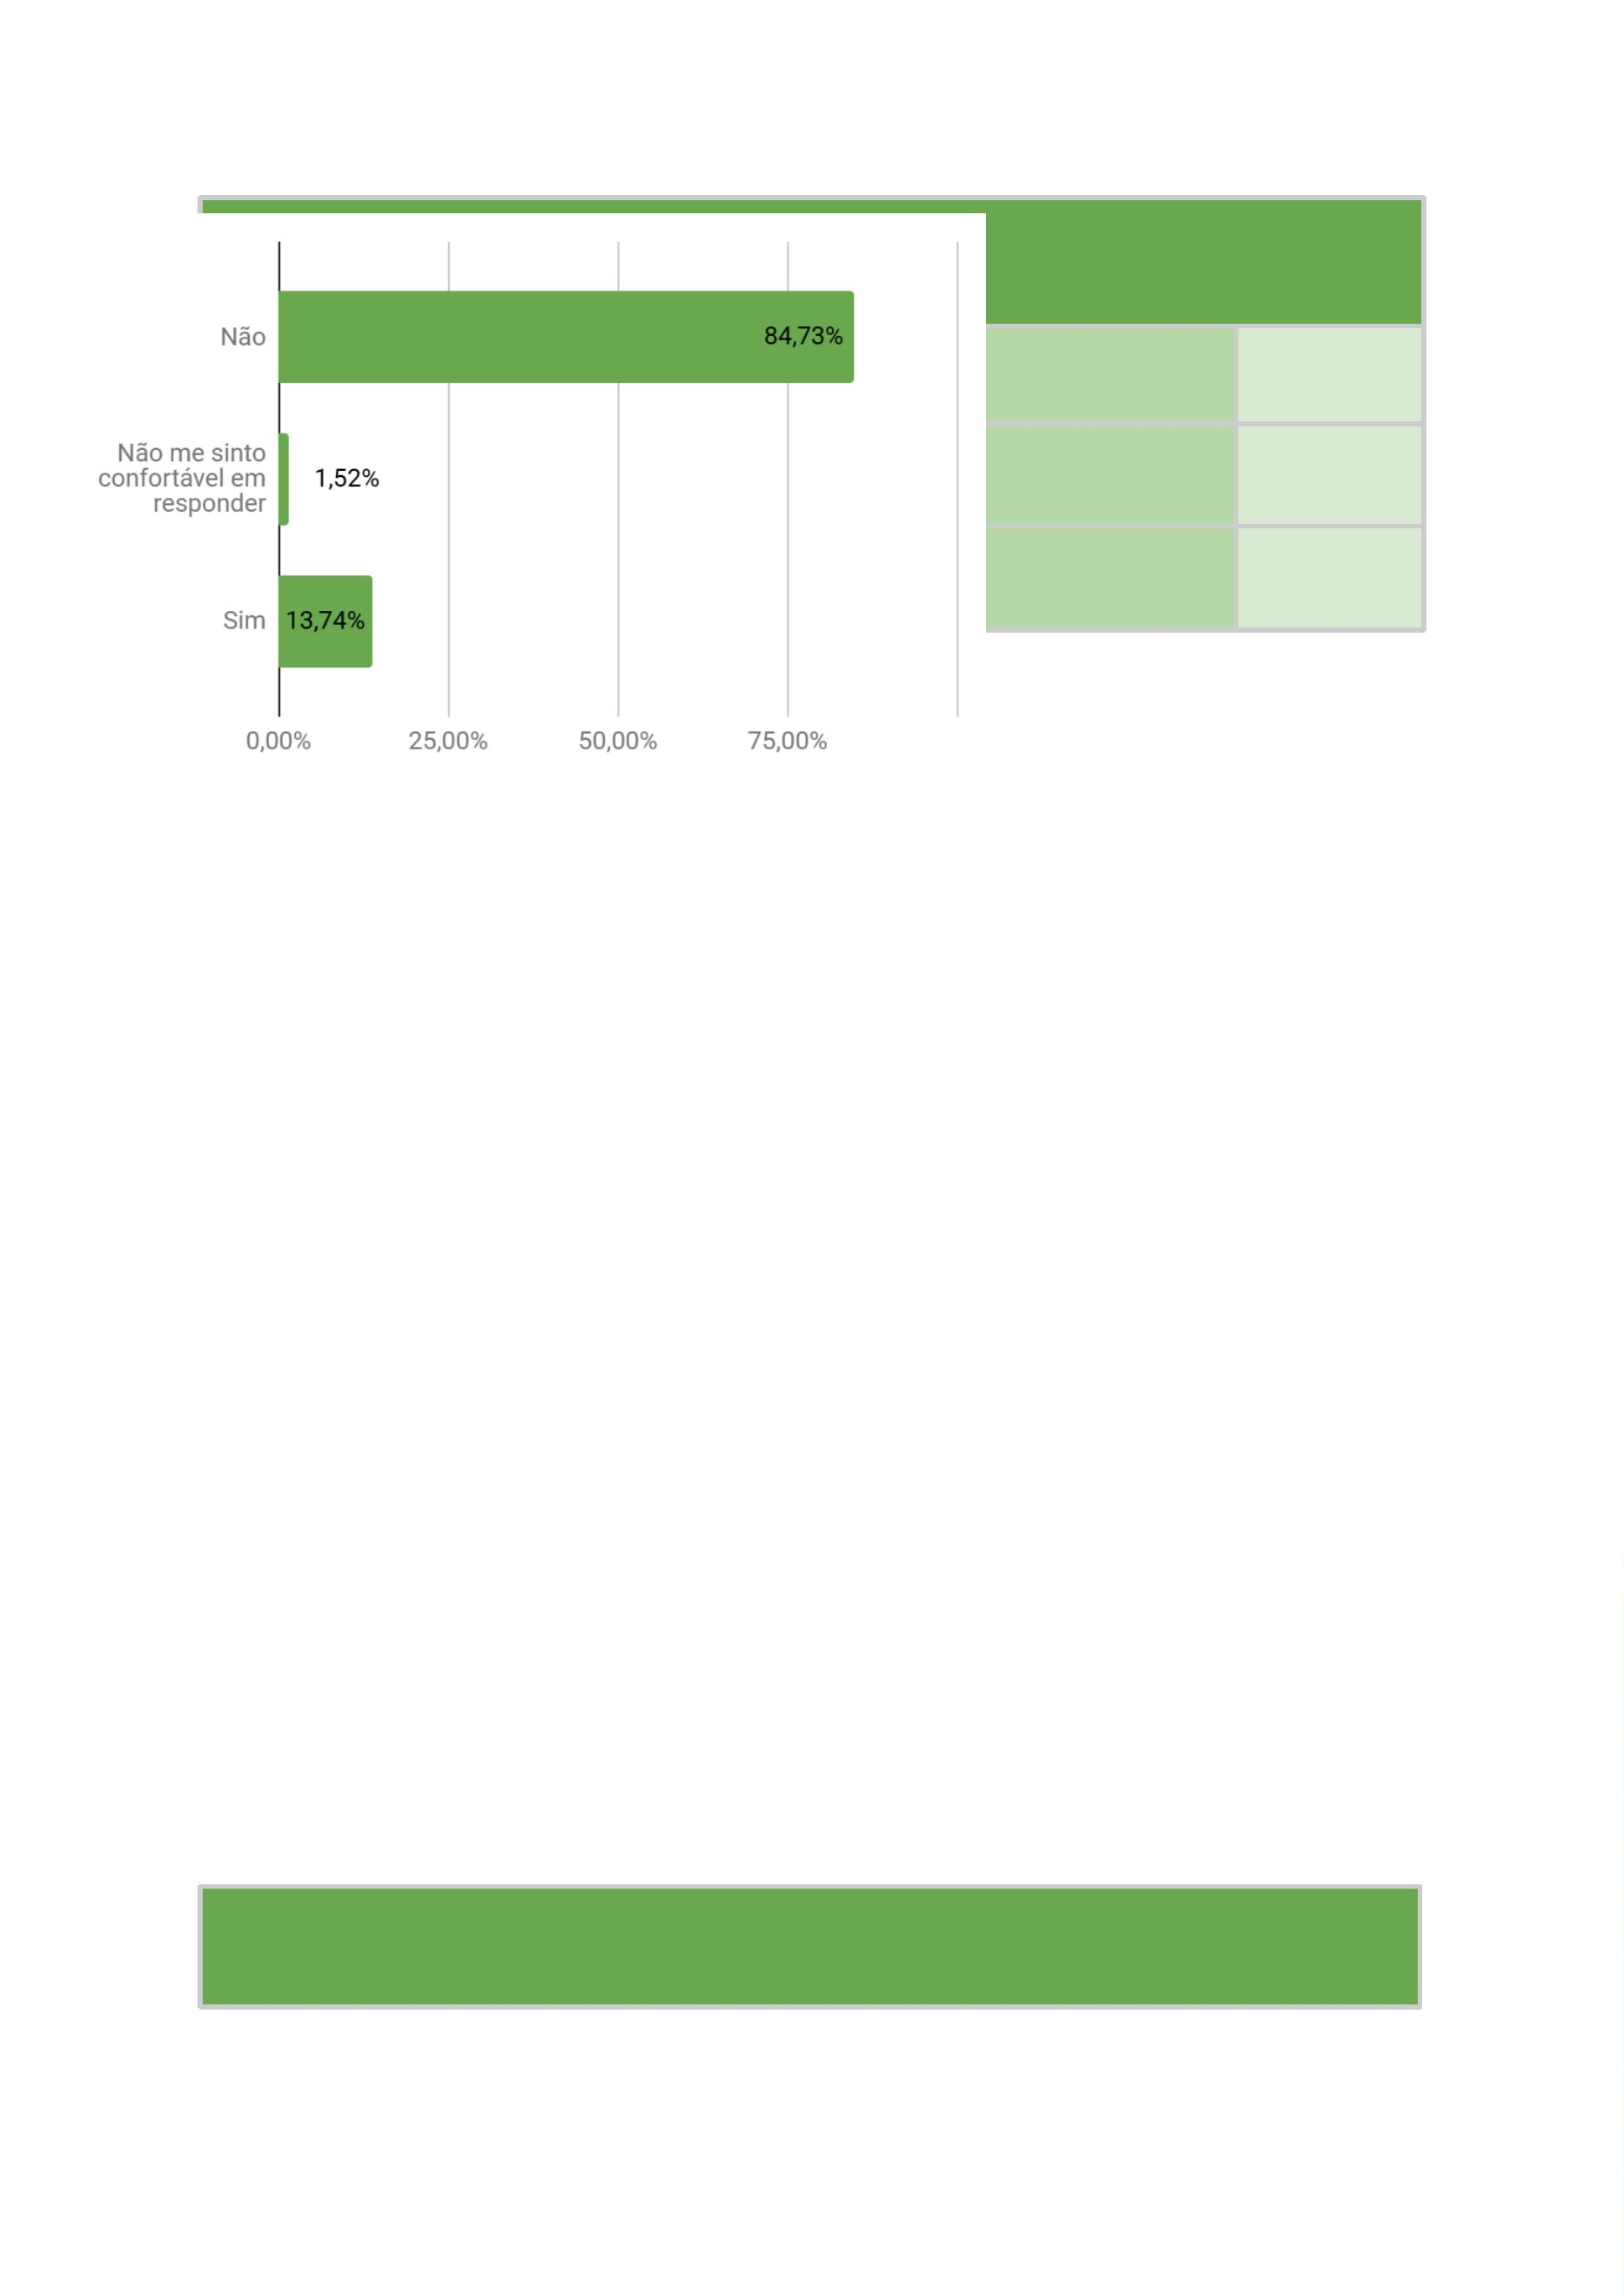 Não
84,73%
Não me sinto
confortável em
responder
1,52%
Sim
13,74%
0,00%
25,00%
50,00%
75,00%